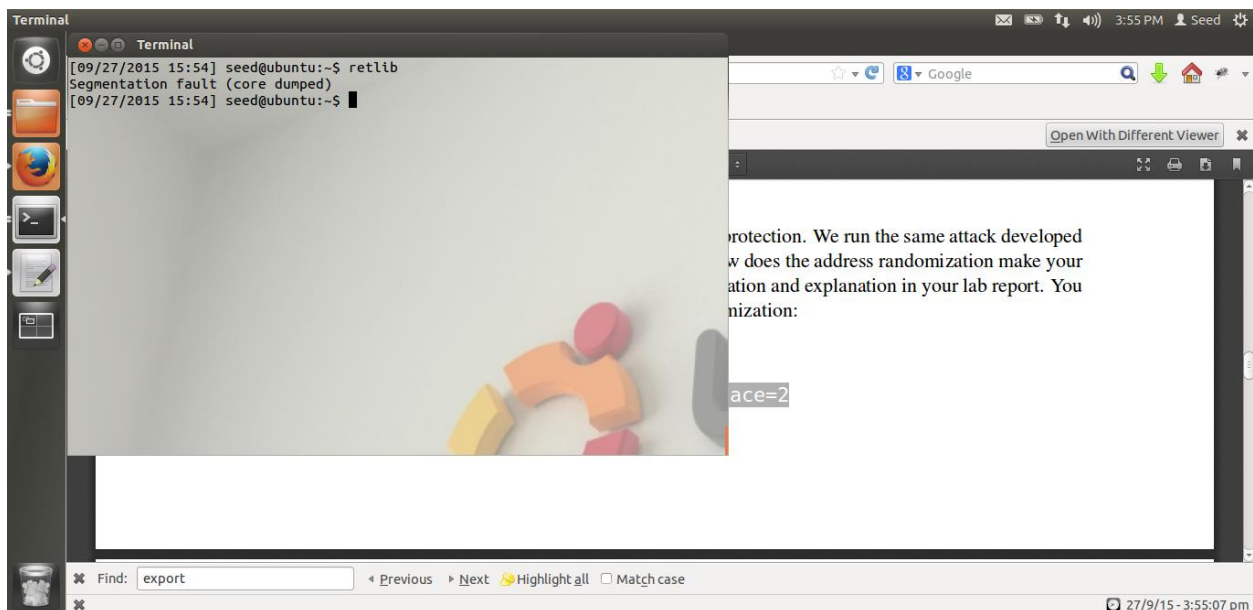 Terminal
3:55 PM Seed
Terminal
[09/27/2015 15:54] seed@ubuntu:~$ retlib
Segmentation fault (core dumped)
[09/27/2015 15:54] seed@ubuntu:~$
Google
Open With Different Viewer
protection. We run the same attack developed
does the address randomization make your
and explanation in your lab report. You
ace=2
Find: export Previous Next Highlight all Match case
27/9/15 - 3:55:07 pm